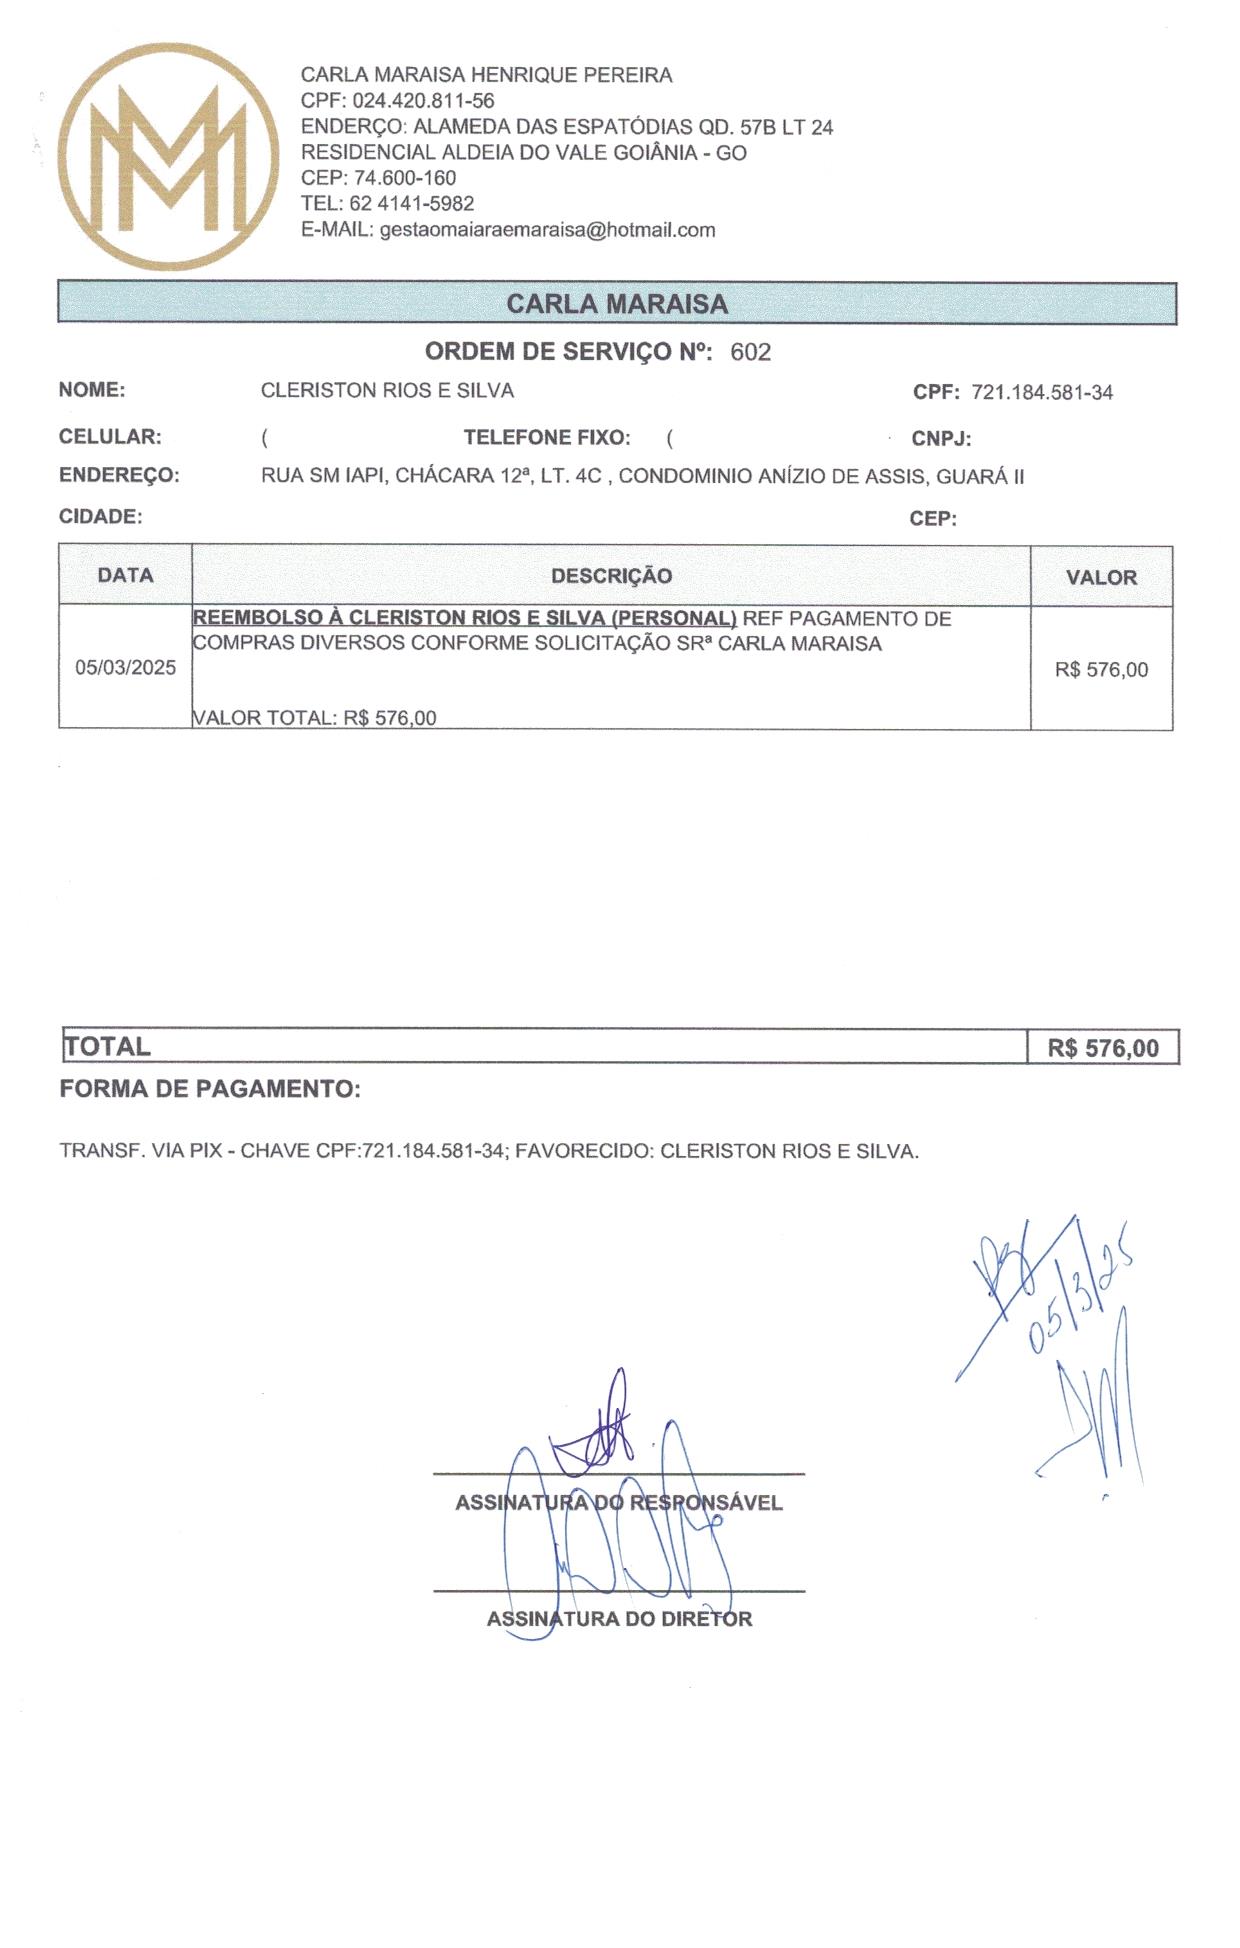 CARLA MARAISA HENRIQUE PEREIRA
CPF: 024.420.811-56
ENDERÇO: ALAMEDA DAS ESPATÓDIAS QD. 57B LT 24
RESIDENCIAL ALDEIA DO VALE GOIÂNIA - GO
CEP: 74.600-160
TEL: 62 4141-5982
E-MAIL: gestaomaiaraemaraisa@hotmail.com
CARLA MARAISA
ORDEM DE SERVIÇO Nº: 602
NOME: CLERISTON RIOS E SILVA CPF: 721.184.581-34
CELULAR: ( TELEFONE FIXO: ( CNPJ:
ENDEREÇO: RUA SM IAPI, CHÁCARA 12ª, LT. 4C , CONDOMINIO ANÍZIO DE ASSIS, GUARÁ II
CIDADE: CEP:
DATA DESCRIÇÃO VALOR
REEMBOLSO À CLERISTON RIOS E SILVA (PERSONAL) REF PAGAMENTO DE
COMPRAS DIVERSOS CONFORME SOLICITAÇÃO SRª CARLA MARAISA
05/03/2025 R$ 576,00
VALOR TOTAL: R$ 576,00
TOTAL R$ 576,00
FORMA DE PAGAMENTO:
TRANSF. VIA PIX - CHAVE CPF:721.184.581-34; FAVORECIDO: CLERISTON RIOS E SILVA.
05/3/25
ASSINATURA DO RESPONSÁVEL
ASSINATURA DO DIRETOR